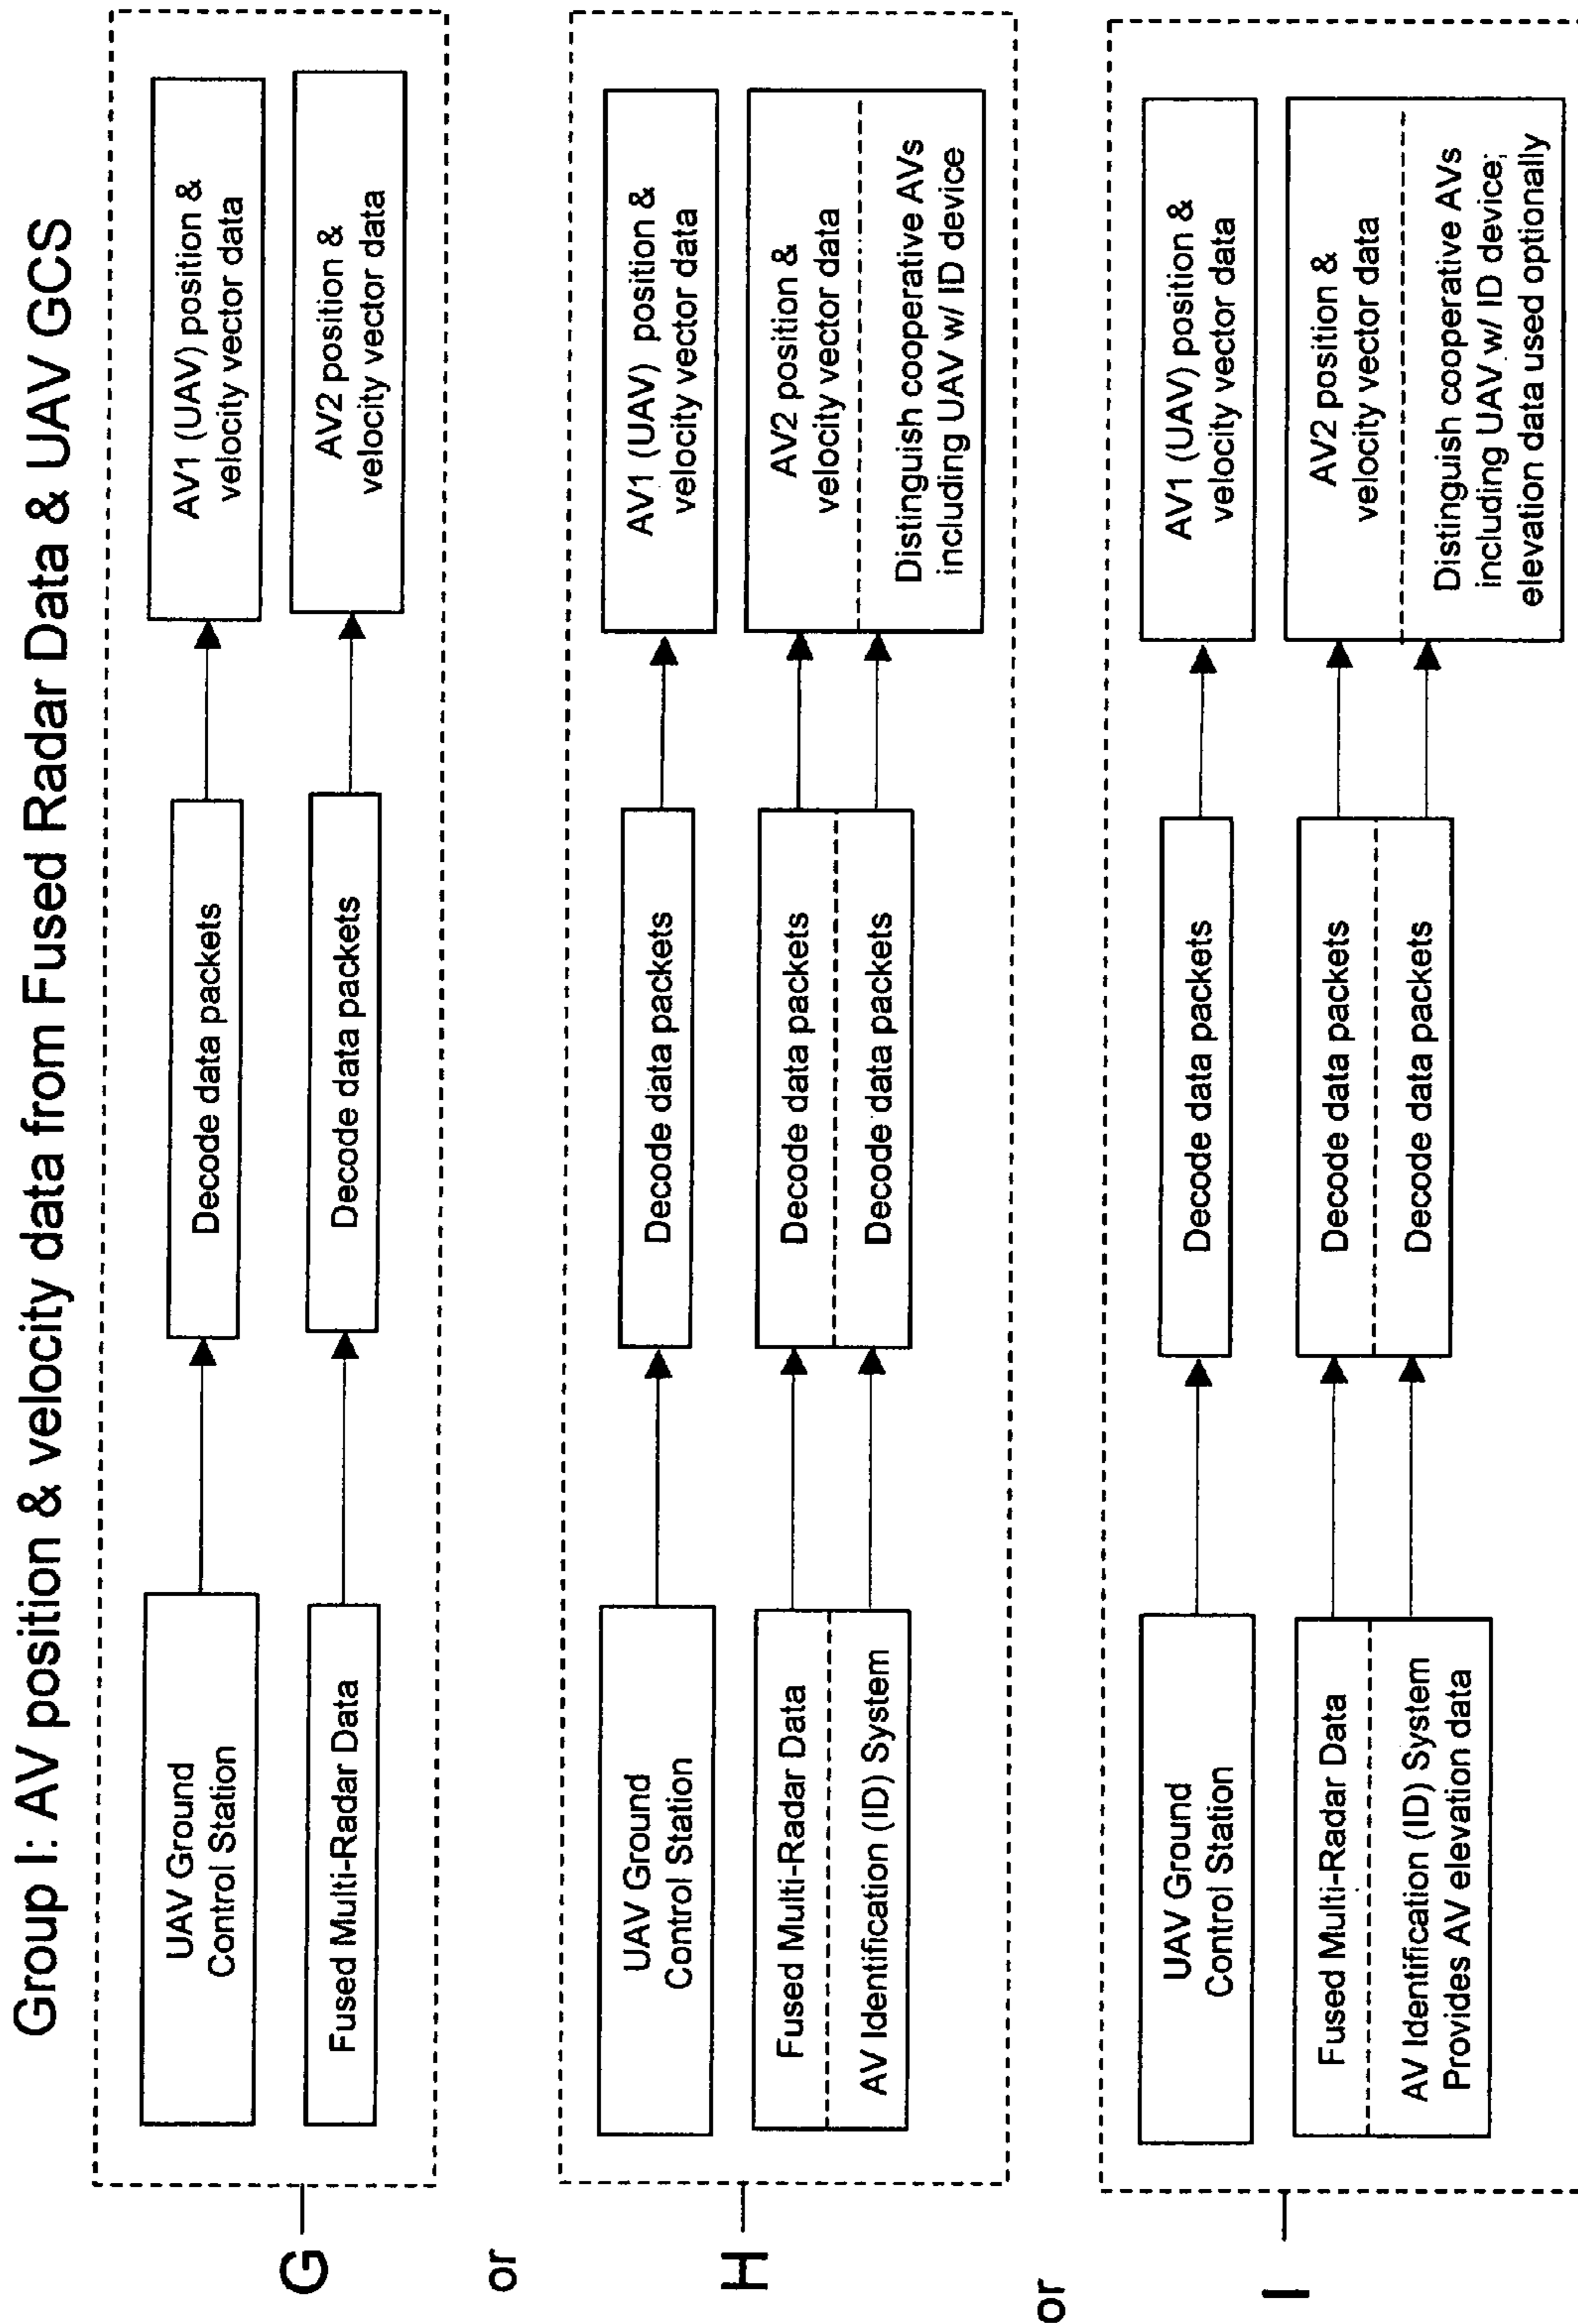 Group I: AV position & velocity data from Fused Radar Data & UAV GCS
G
UAV Ground
Control Station
Decode data packets
AV1 (UAV) position &
velocity vector data
Fused Multi-Radar Data
Decode data packets
AV2 position &
velocity vector data
or
H
UAV Ground
Control Station
Decode data packets
AV1 (UAV) position &
velocity vector data
Fused Multi-Radar Data
Decode data packets
AV2 position &
velocity vector data
AV Identification (ID) System
Decode data packets
Distinguish cooperative AVs
including UAV w/ ID device
or
I
UAV Ground
Control Station
Decode data packets
AV1 (UAV) position &
velocity vector data
Fused Multi-Radar Data
Decode data packets
AV2 position &
velocity vector data
AV Identification (ID) System
Provides AV elevation data
Decode data packets
Distinguish cooperative AVs
including UAV w/ ID device;
elevation data used optionally